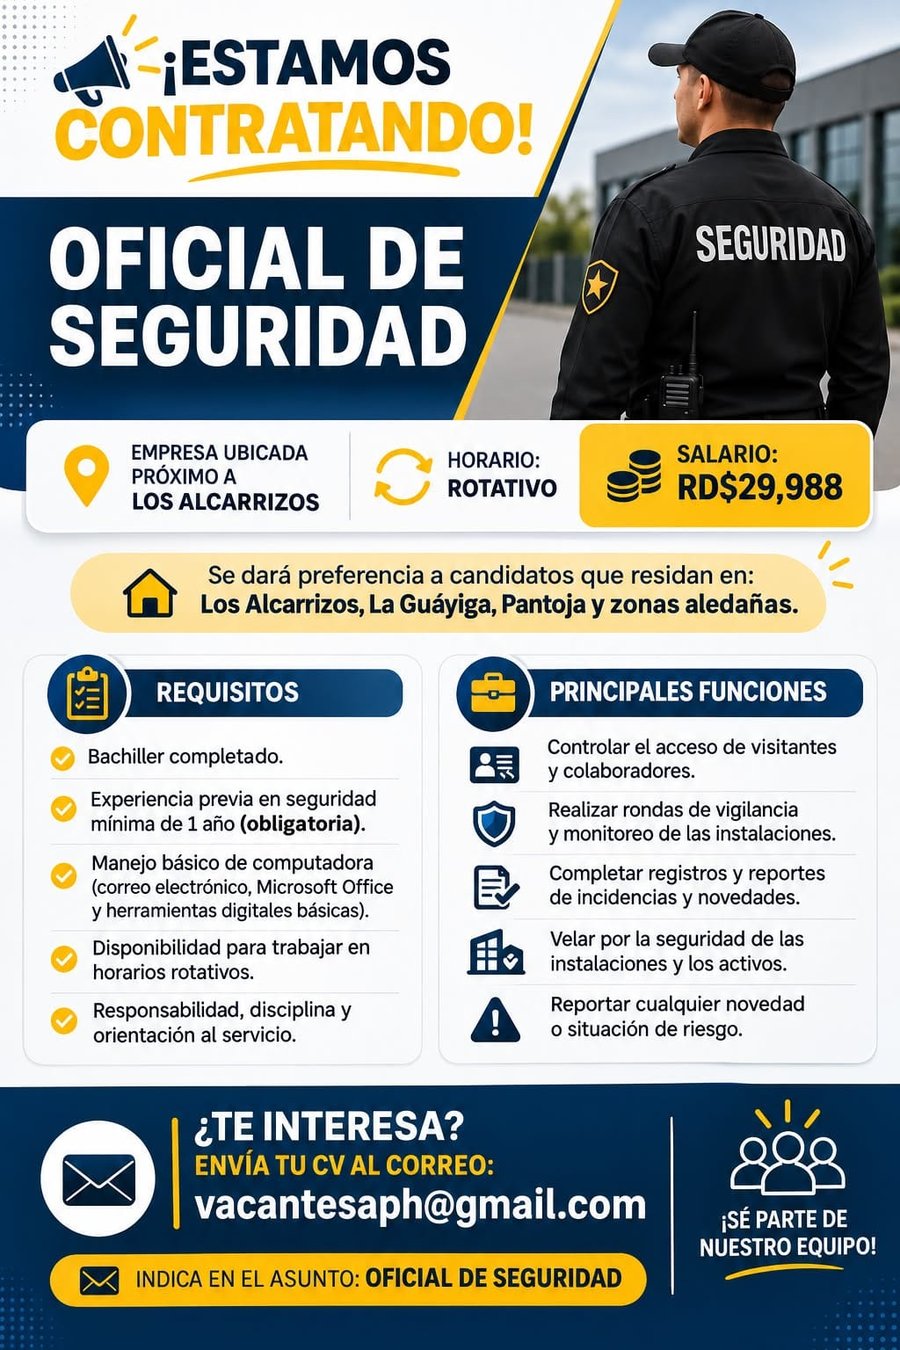 ¡ESTAMOS
CONTRATANDO!
OFICIAL DE
SEGURIDAD
SEGURIDAD
EMPRESA UBICADA
PRÓXIMO A
LOS ALCARRIZOS
HORARIO:
ROTATIVO
SALARIO:
RD$29,988
Se dará preferencia a candidatos que residan en:
Los Alcarrizos, La Guáyiga, Pantoja y zonas aledañas.
REQUISITOS
Bachiller completado.
Experiencia previa en seguridad
mínima de 1 año (obligatoria).
Manejo básico de computadora
(correo electrónico, Microsoft Office
y herramientas digitales básicas).
Disponibilidad para trabajar en
horarios rotativos.
Responsabilidad, disciplina y
orientación al servicio.
PRINCIPALES FUNCIONES
Controlar el acceso de visitantes
y colaboradores.
Realizar rondas de vigilancia
y monitoreo de las instalaciones.
Completar registros y reportes
de incidencias y novedades.
Velar por la seguridad de las
instalaciones y los activos.
Reportar cualquier novedad
o situación de riesgo.
¿TE INTERESA?
ENVÍA TU CV AL CORREO:
vacantesaph@gmail.com
INDICA EN EL ASUNTO: OFICIAL DE SEGURIDAD
¡SÉ PARTE DE
NUESTRO EQUIPO!